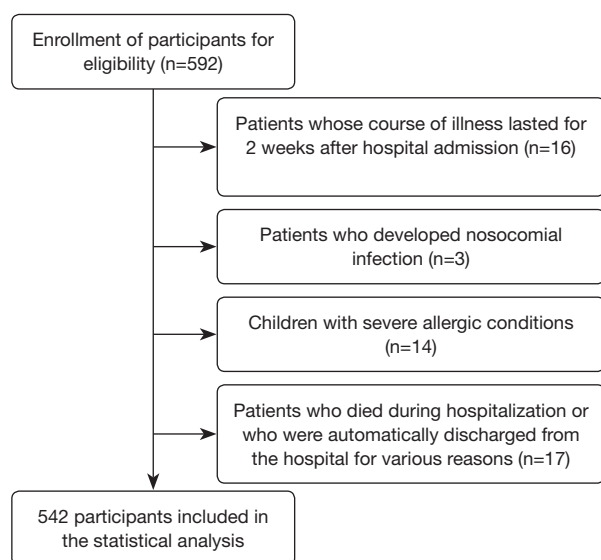 Enrollment of participants for
eligibility (n=592)
Patients whose course of illness lasted for
2 weeks after hospital admission (n=16)
Patients who developed nosocomial
infection (n=3)
Children with severe allergic conditions
(n=14)
Patients who died during hospitalization or
who were automatically discharged from
the hospital for various reasons (n=17)
542 participants included in
the statistical analysis